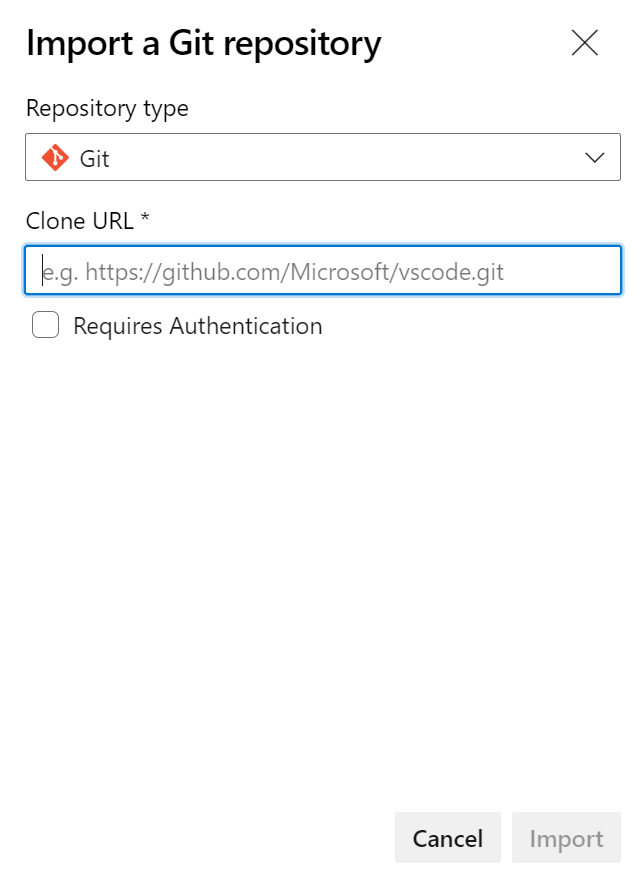 Import a Git repository
Repository type
Git
Clone URL *
e.g. https://github.com/Microsoft/vscode.git
Requires Authentication
Cancel Import